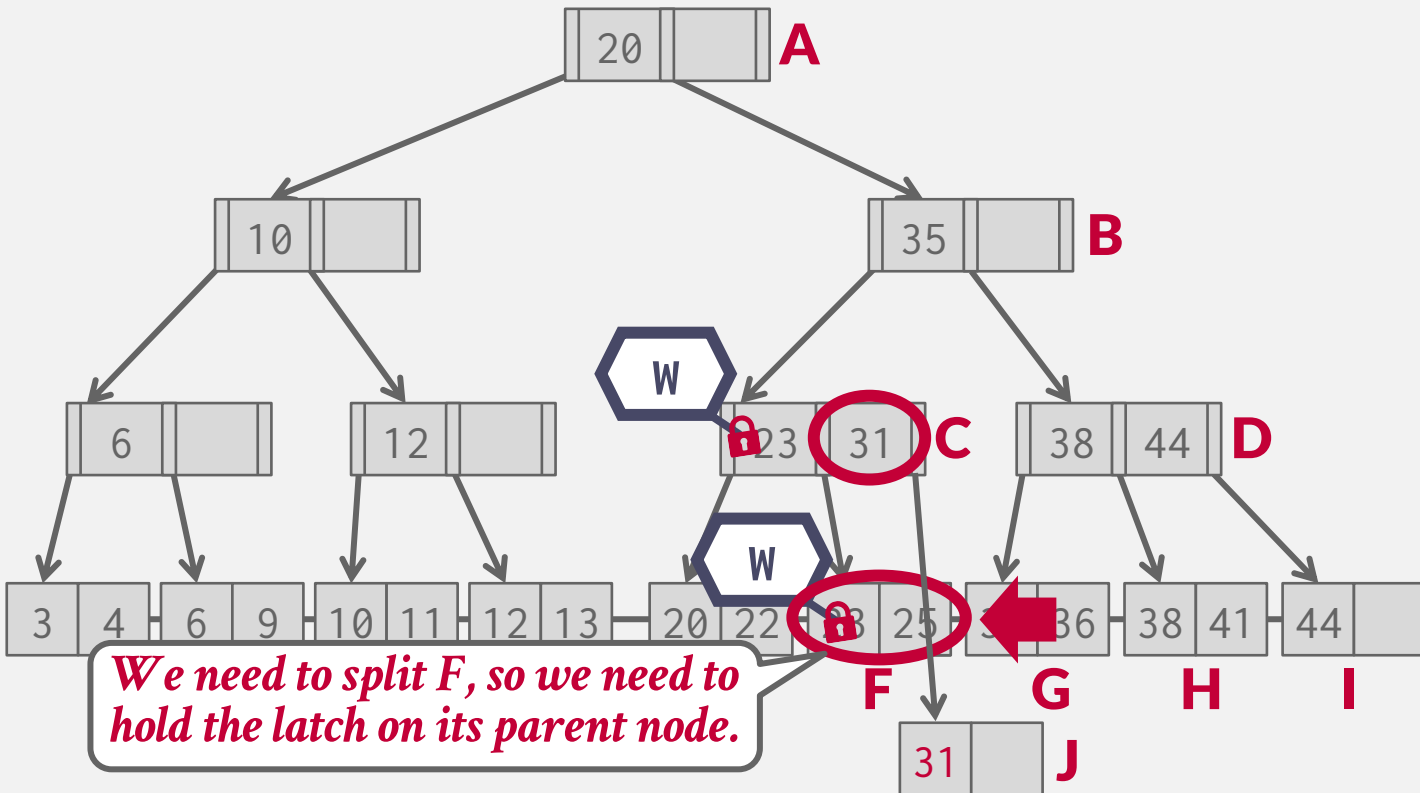 20 A
10 35 B
W
6 12 23 31 C 38 44 D
W
3 4 6 9 10 11 12 13 20 22 25 36 38 41 44
We need to split F, so we need to
hold the latch on its parent node.
F G H I
31 J